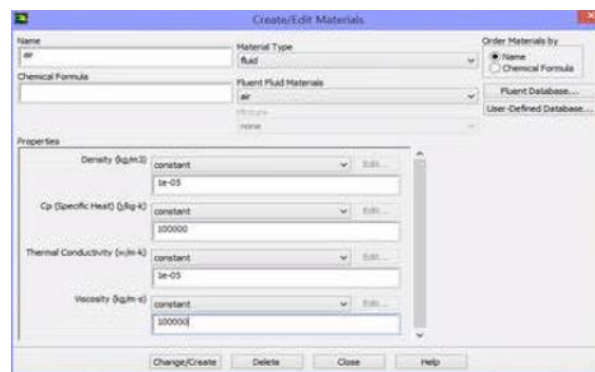 Create/Edit Materials
Name
air
Material Type
fluid
Order Materials by
Name
Chemical Formula
Chemical Formula
Fluent Fluid Materials
air
Fluent Database...
User-Defined Database...
Mixture
none
Properties
Density (kg/m3)
constant
Edit...
1e-05
Cp (Specific Heat) (j/kg-k)
constant
Edit...
100000
Thermal Conductivity (w/m-k)
constant
Edit...
1e-05
Viscosity (kg/m-s)
constant
Edit...
100000
Change/Create
Delete
Close
Help